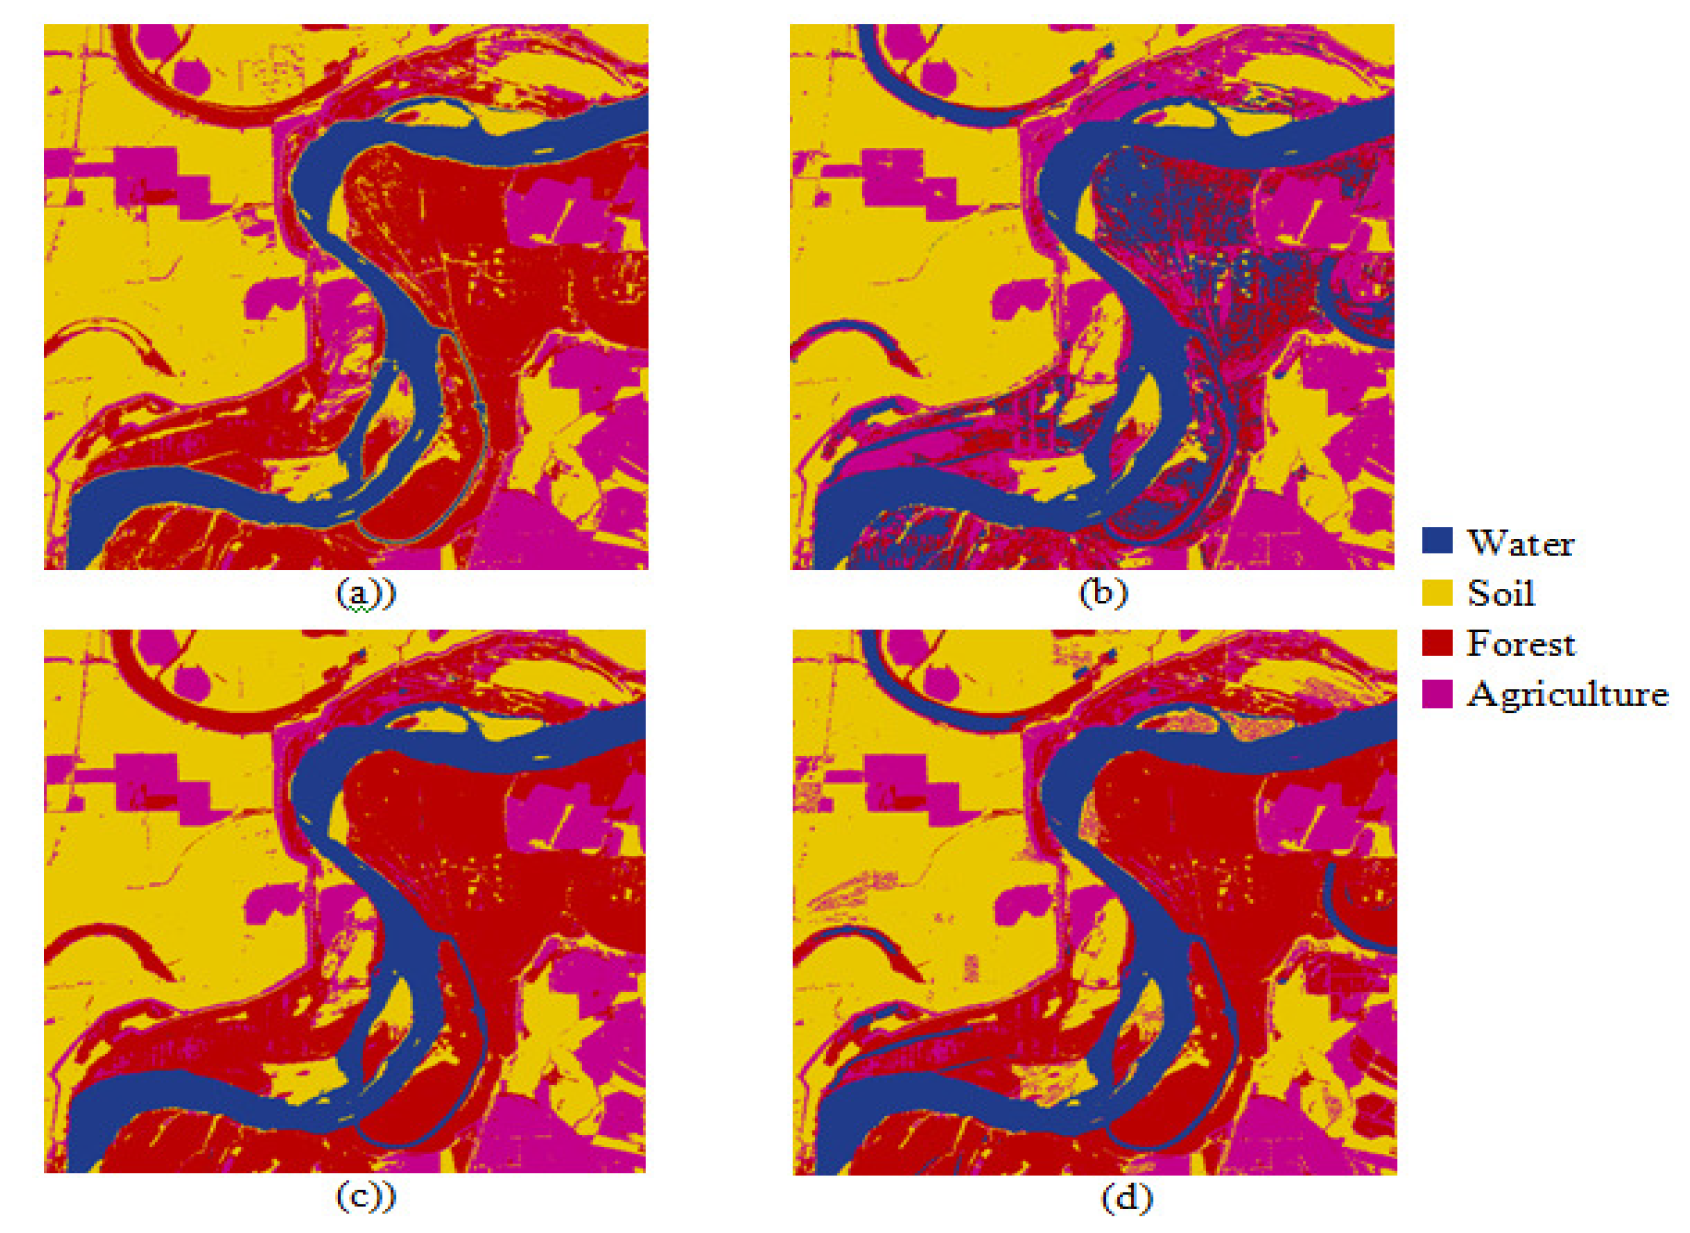 (a))
(b)
Water
Soil
Forest
Agriculture
(c))
(d)